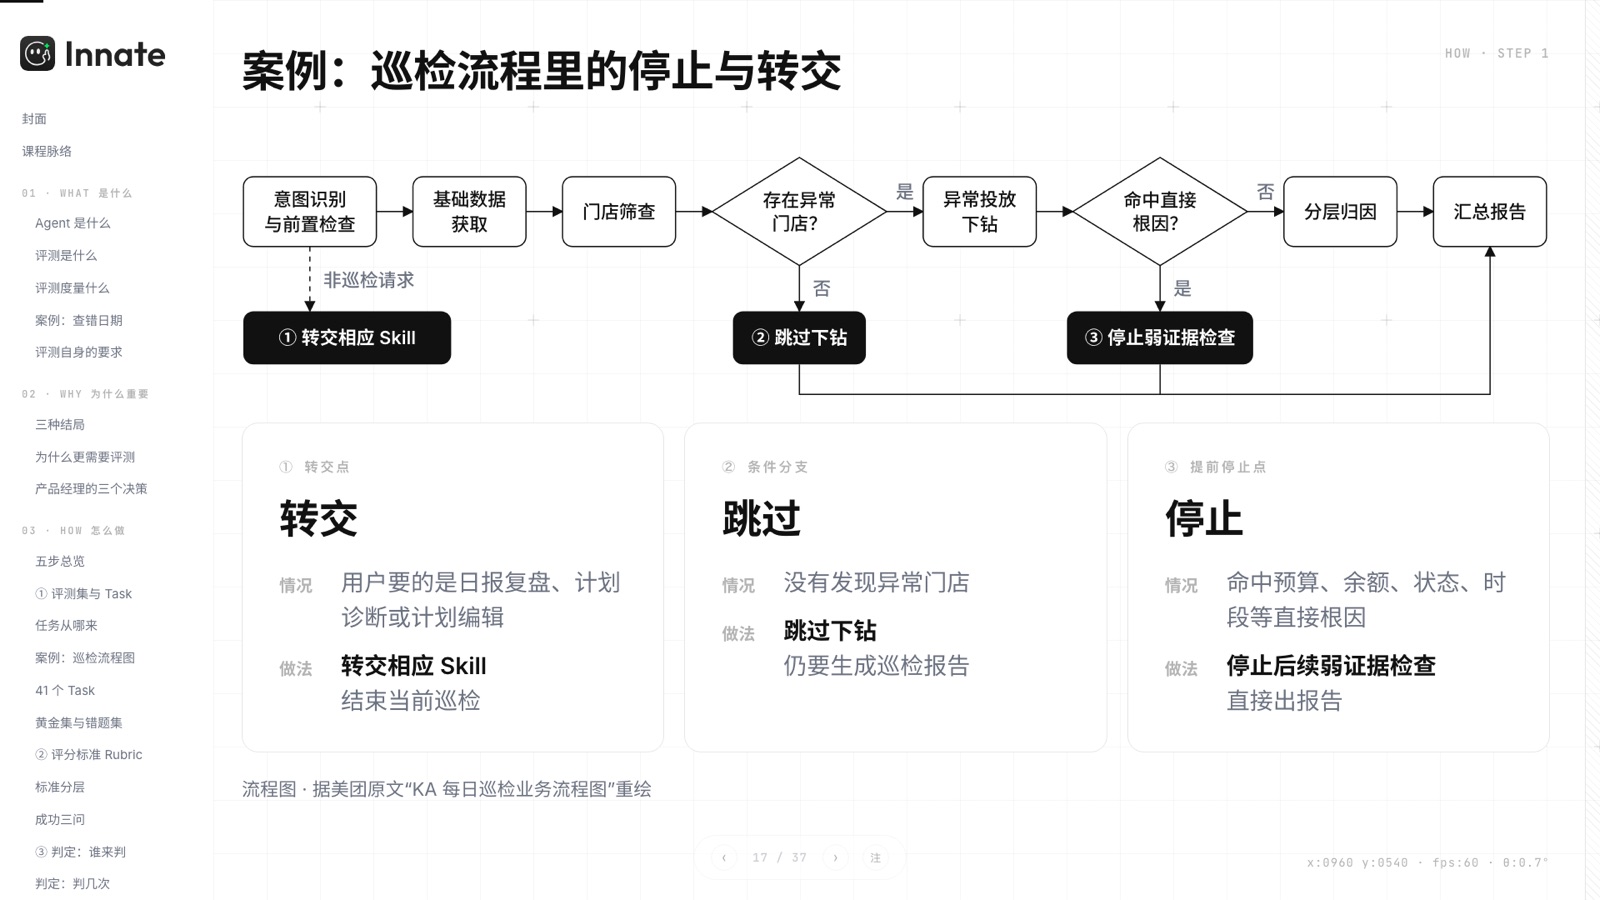 Innate
封面
课程脉络
01 · WHAT 是什么
Agent 是什么
评测是什么
评测度量什么
案例：查错日期
评测自身的要求
02 · WHY 为什么重要
三种结局
为什么更需要评测
产品经理的三个决策
03 · HOW 怎么做
五步总览
① 评测集与 Task
任务从哪来
案例：巡检流程图
41 个 Task
黄金集与错题集
② 评分标准 Rubric
标准分层
成功三问
③ 判定：谁来判
判定：判几次
案例：巡检流程里的停止与转交
HOW · STEP 1
意图识别
与前置检查
基础数据
获取
门店筛查
存在异常
门店？
是
异常投放
下钻
命中直接
根因？
否
分层归因
汇总报告
非巡检请求
否
是
① 转交相应 Skill
② 跳过下钻
③ 停止弱证据检查
① 转交点
转交
情况 用户要的是日报复盘、计划
诊断或计划编辑
做法 转交相应 Skill
结束当前巡检
② 条件分支
跳过
情况 没有发现异常门店
做法 跳过下钻
仍要生成巡检报告
③ 提前停止点
停止
情况 命中预算、余额、状态、时
段等直接根因
做法 停止后续弱证据检查
直接出报告
流程图 · 据美团原文“KA 每日巡检业务流程图”重绘
‹ 17 / 37 › 注
x:0960 y:0540 · fps:60 · θ:0.7°